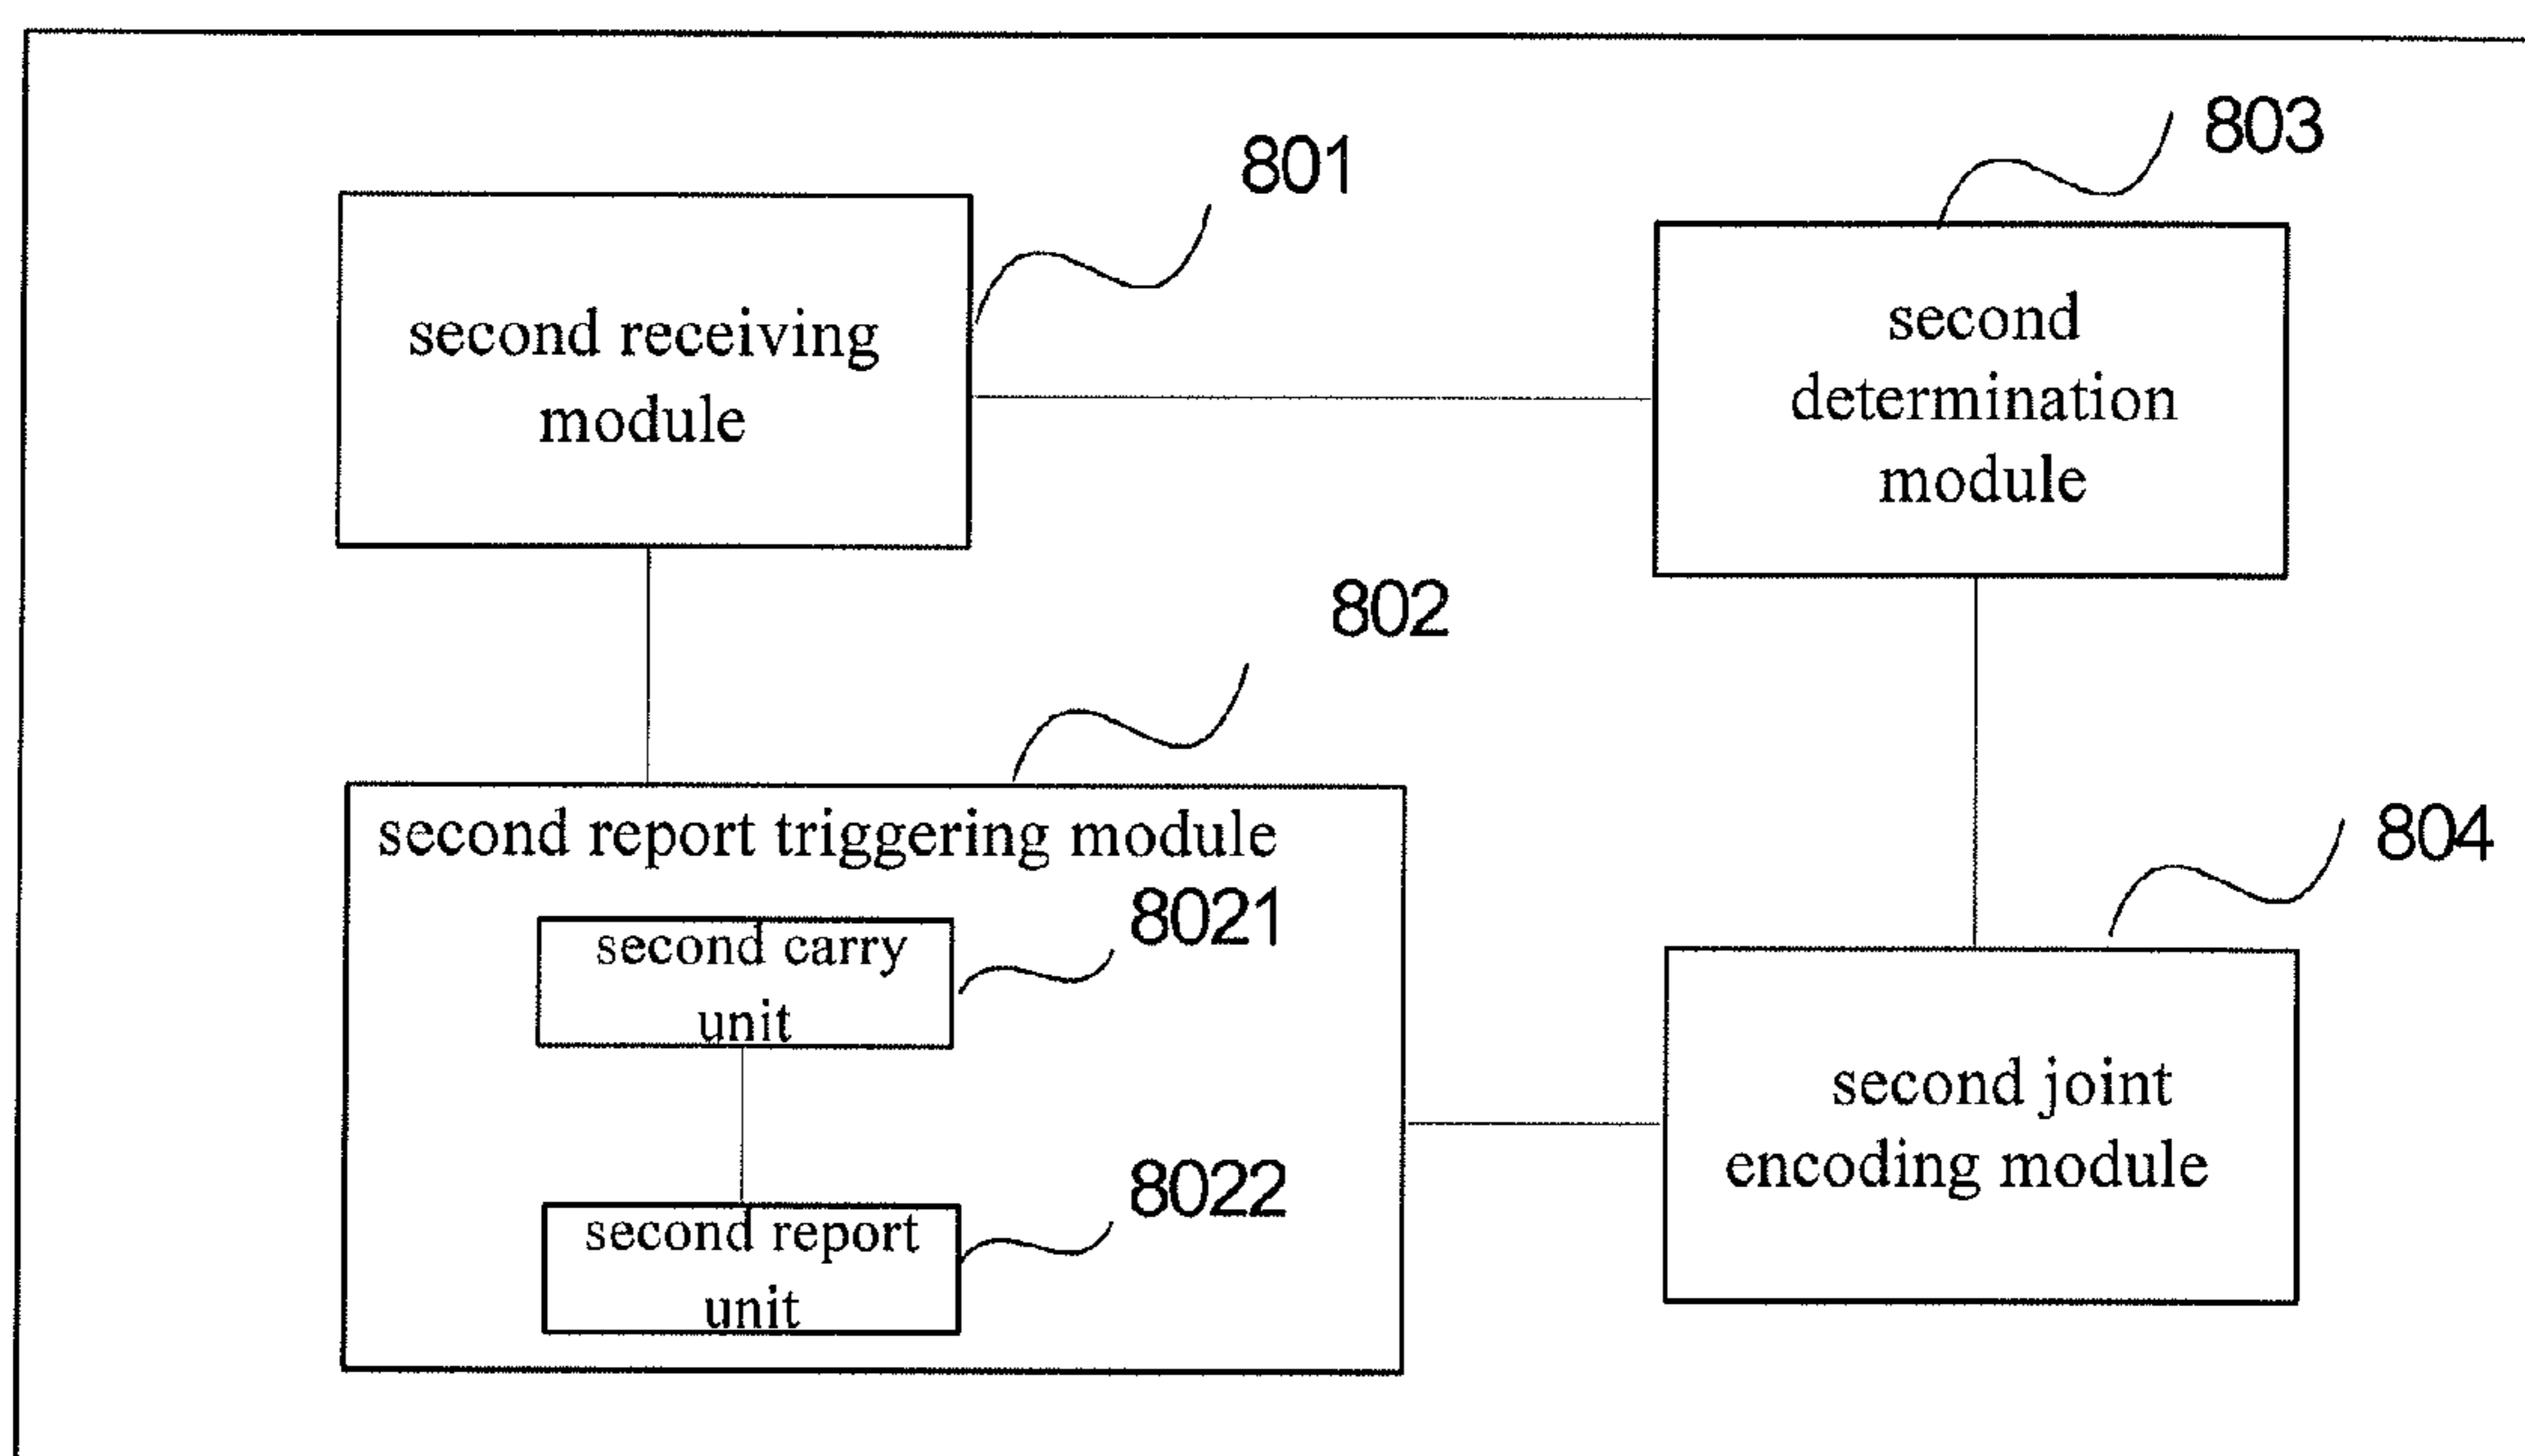 801
803
second receiving
module
second
determination
module
802
second report triggering module
804
8021
second carry
unit
second joint
encoding module
8022
second report
unit